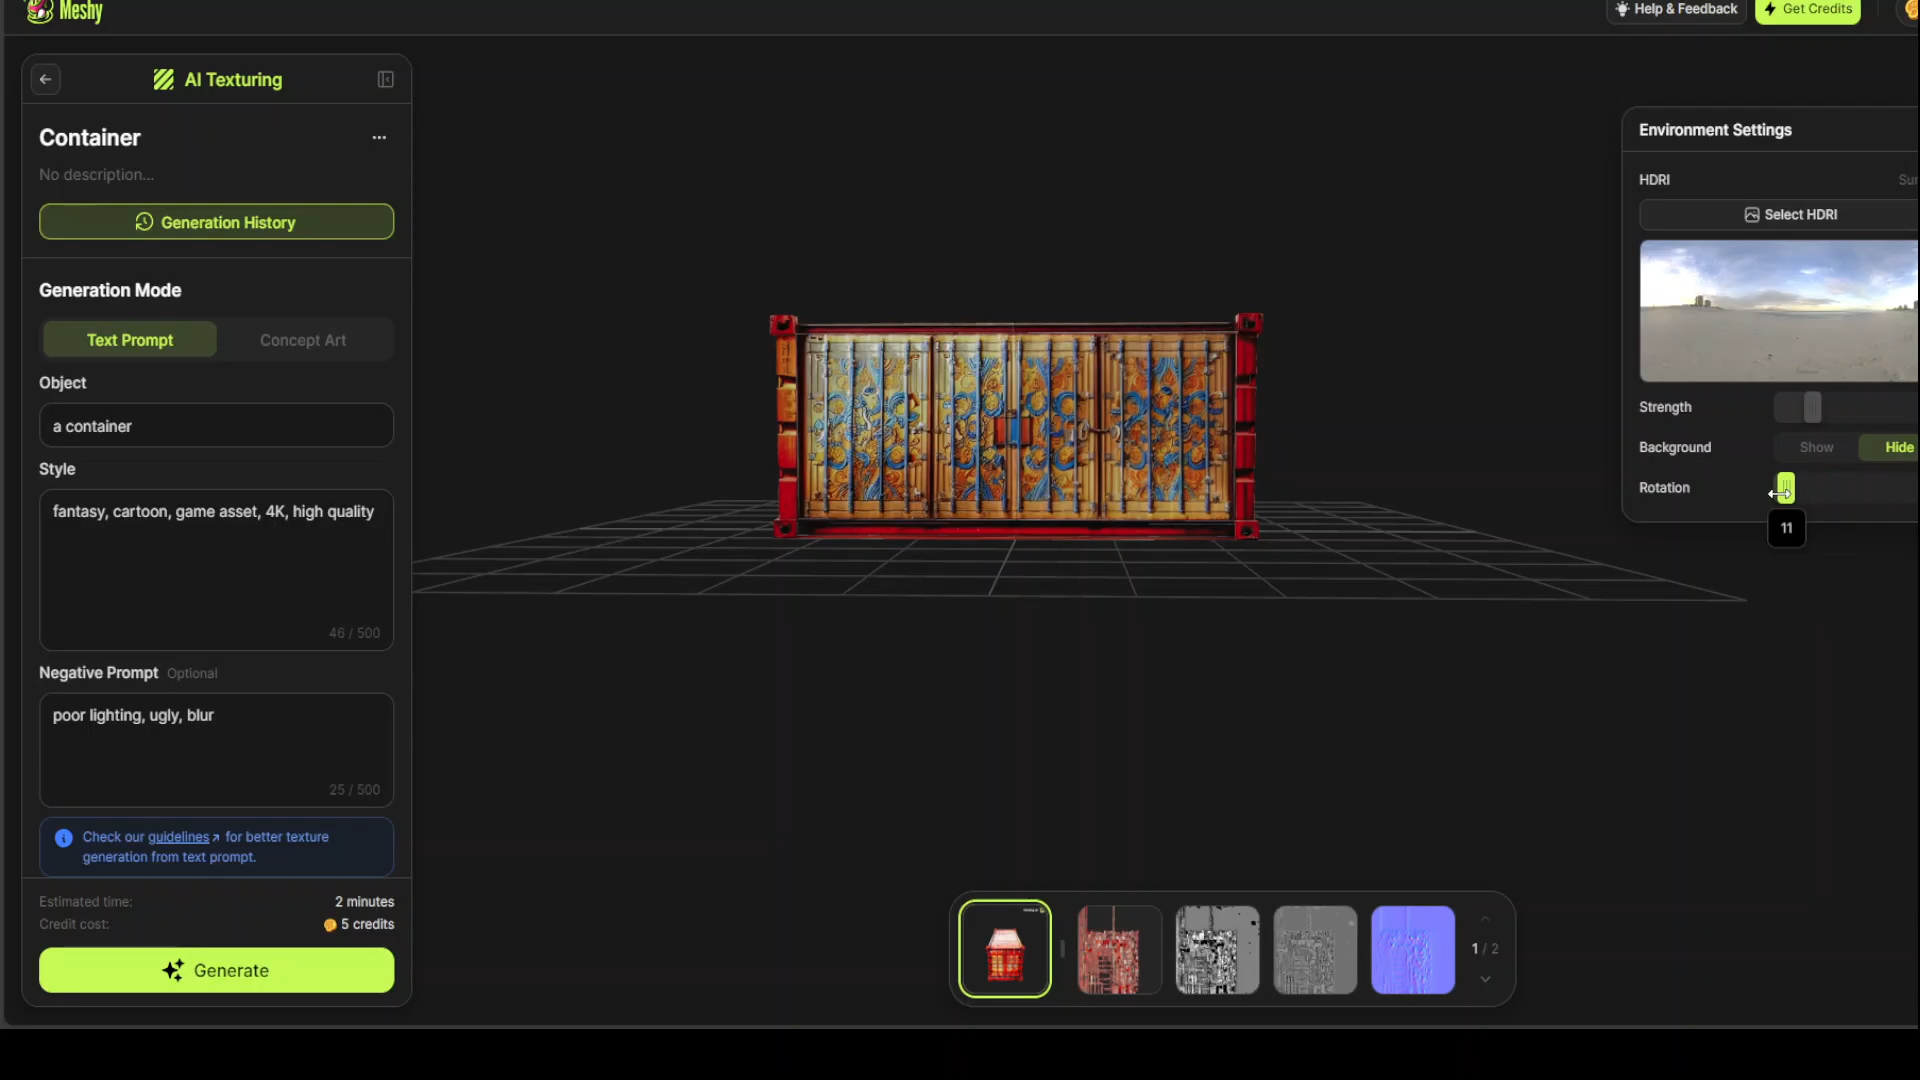 Meshy
Help & Feedback
Get Credits
AI Texturing
Container
No description...
Generation History
Generation Mode
Text Prompt
Concept Art
Object
a container
Style
fantasy, cartoon, game asset, 4K, high quality
46 / 500
Negative Prompt Optional
poor lighting, ugly, blur
25 / 500
Check our guidelines↗ for better texture
generation from text prompt.
Estimated time: 2 minutes
Credit cost: 5 credits
Generate
Environment Settings
HDRI
Select HDRI
Strength
Background Show Hide
Rotation
11
1 / 2